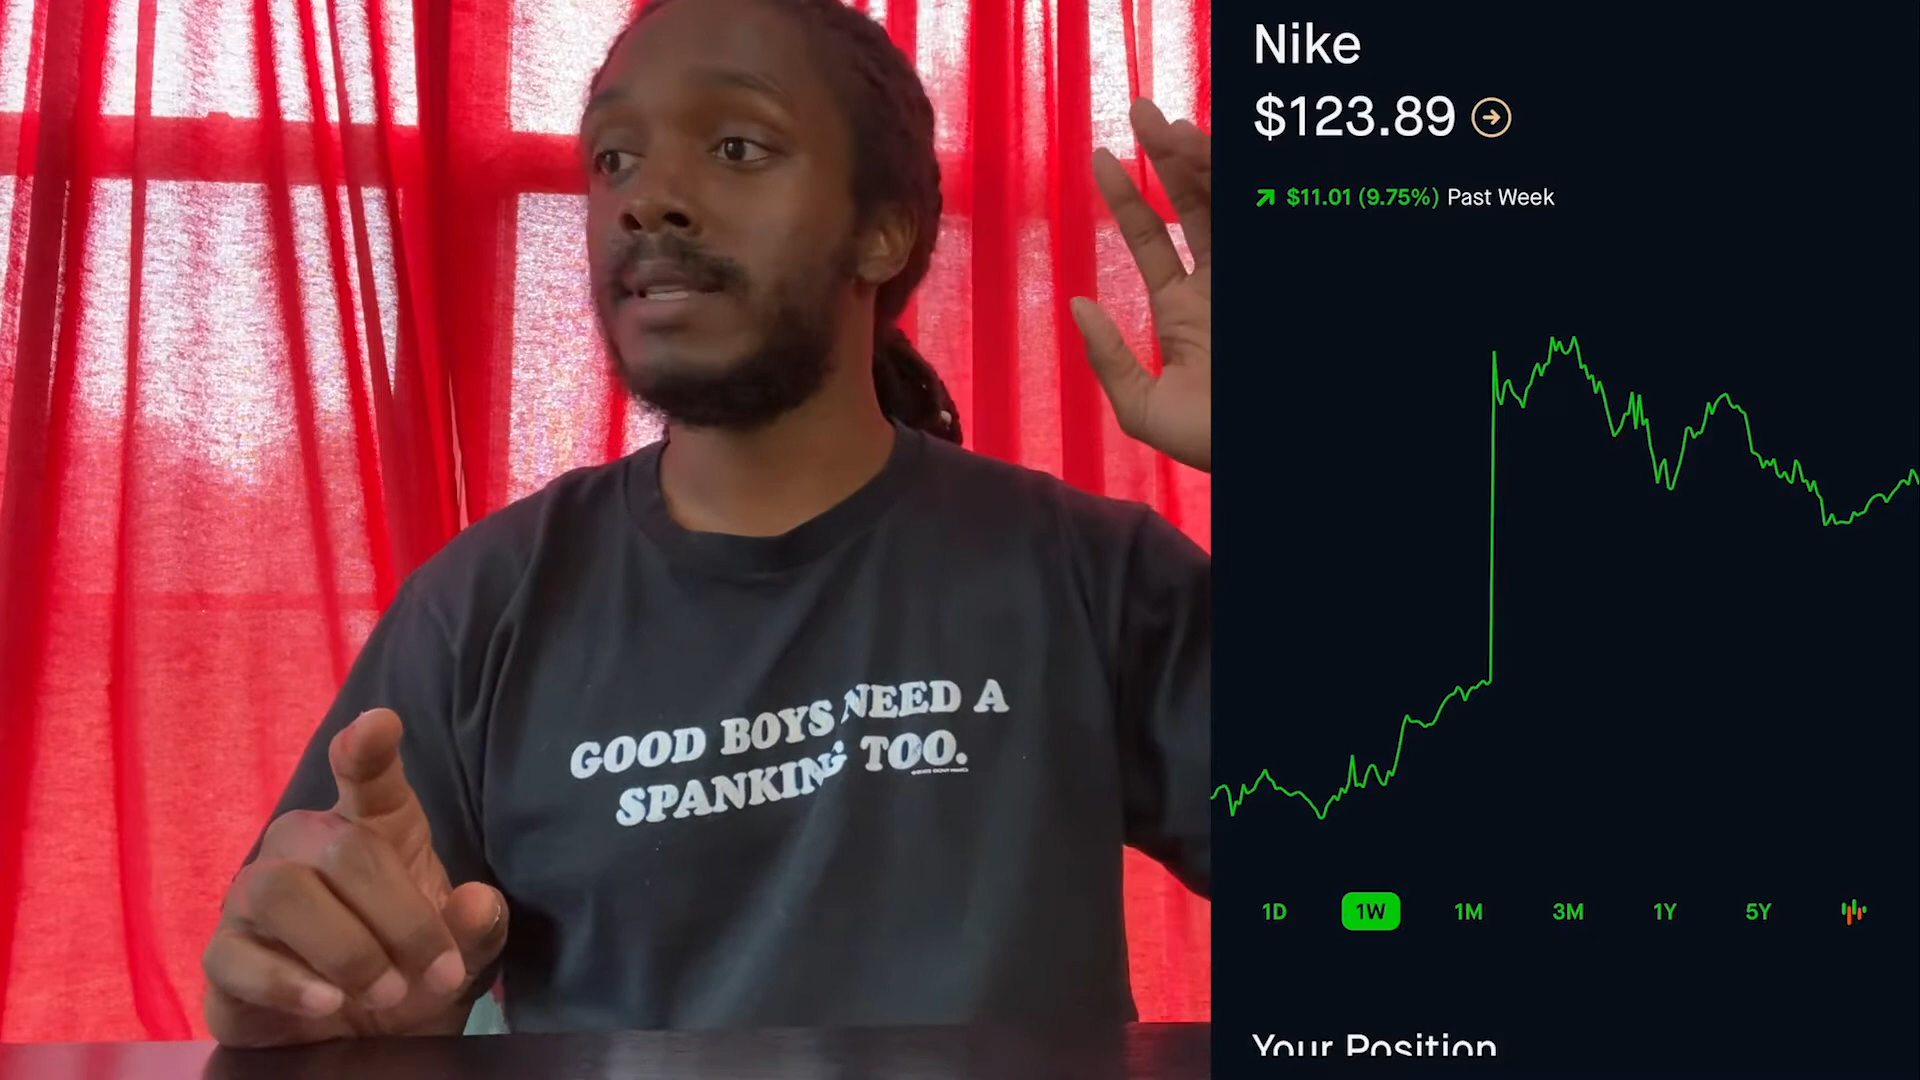 Nike
$123.89
$11.01 (9.75%) Past Week
GOOD BOYS NEED A
SPANKING TOO.
1D 1W 1M 3M 1Y 5Y
Your Position